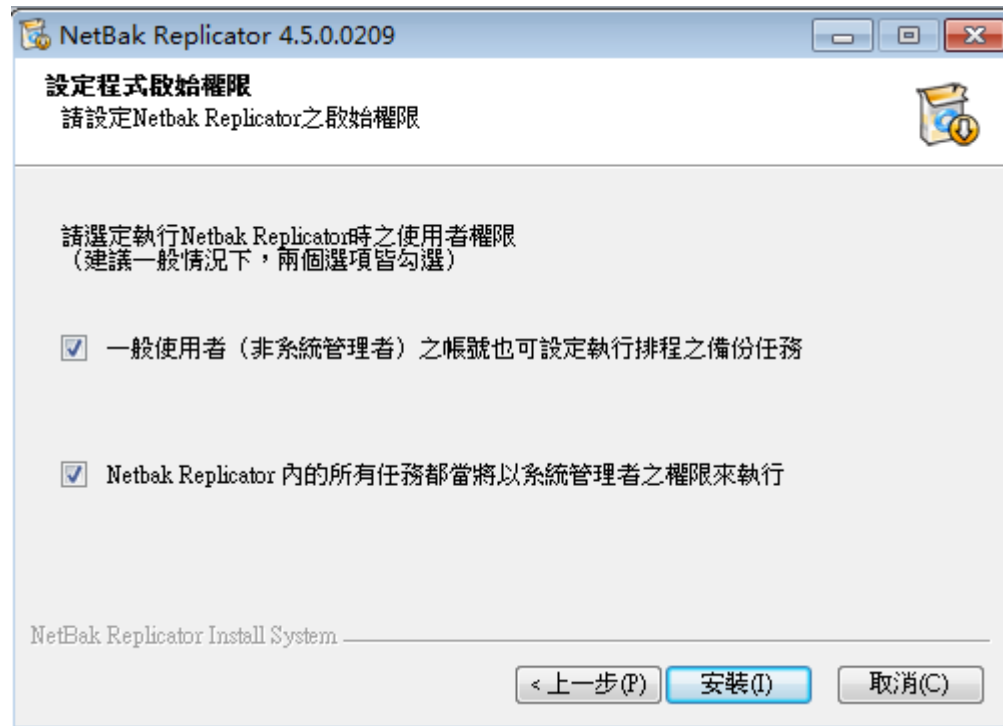 NetBak Replicator 4.5.0.0209
設定程式啟始權限
請設定Netbak Replicator之啟始權限
請選定執行Netbak Replicator時之使用者權限
（建議一般情況下，兩個選項皆勾選）
一般使用者（非系統管理者）之帳號也可設定執行排程之備份任務
Netbak Replicator 內的所有任務都當將以系統管理者之權限來執行
NetBak Replicator Install System
<上一步(P)
安裝(I)
取消(C)